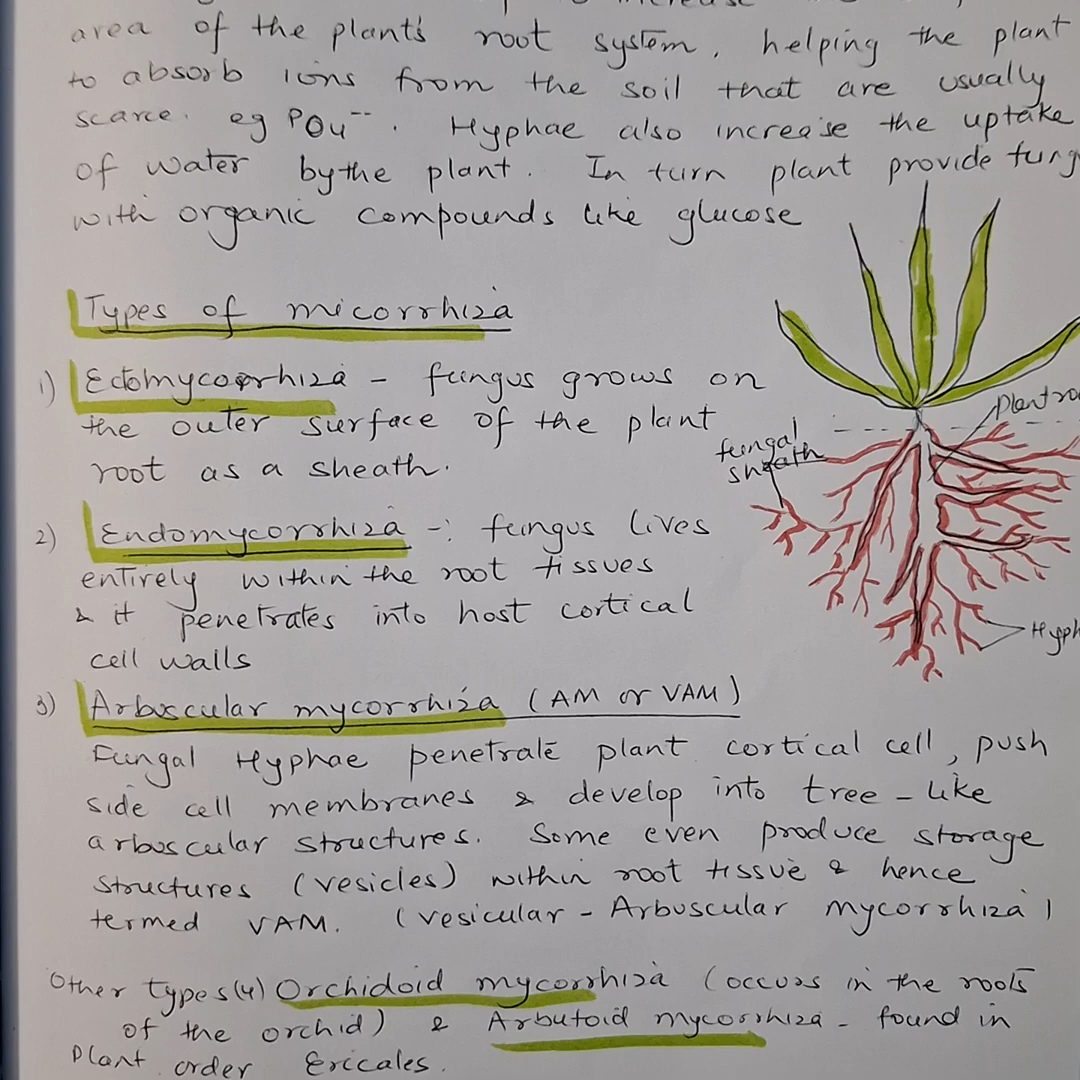 increase
area of the plant's root system, helping the plant
to absorb ions from the soil that are usually
scarce. eg PO4--. Hyphae also increase the uptake
of water by the plant. In turn plant provide fung
with organic compounds like glucose
Types of micorrhiza
1) Ectomycorrhiza - fungus grows on
the outer surface of the plant
root as a sheath.
Plant ro
fungal
sheath
2) Endomycorrhiza -: fungus lives
entirely within the root tissues
& it penetrates into host cortical
cell walls
Hyph
3) Arbuscular mycorrhiza (AM or VAM)
Fungal Hyphae penetrate plant cortical cell, push
side cell membranes & develop into tree-like
arbuscular structures. Some even produce storage
structures (vesicles) within root tissue & hence
termed VAM. (Vesicular - Arbuscular mycorrhiza)
Other types (4) Orchidoid mycorrhiza (occurs in the roots
of the orchid) & Arbutoid mycorrhiza - found in
plant order Ericales.